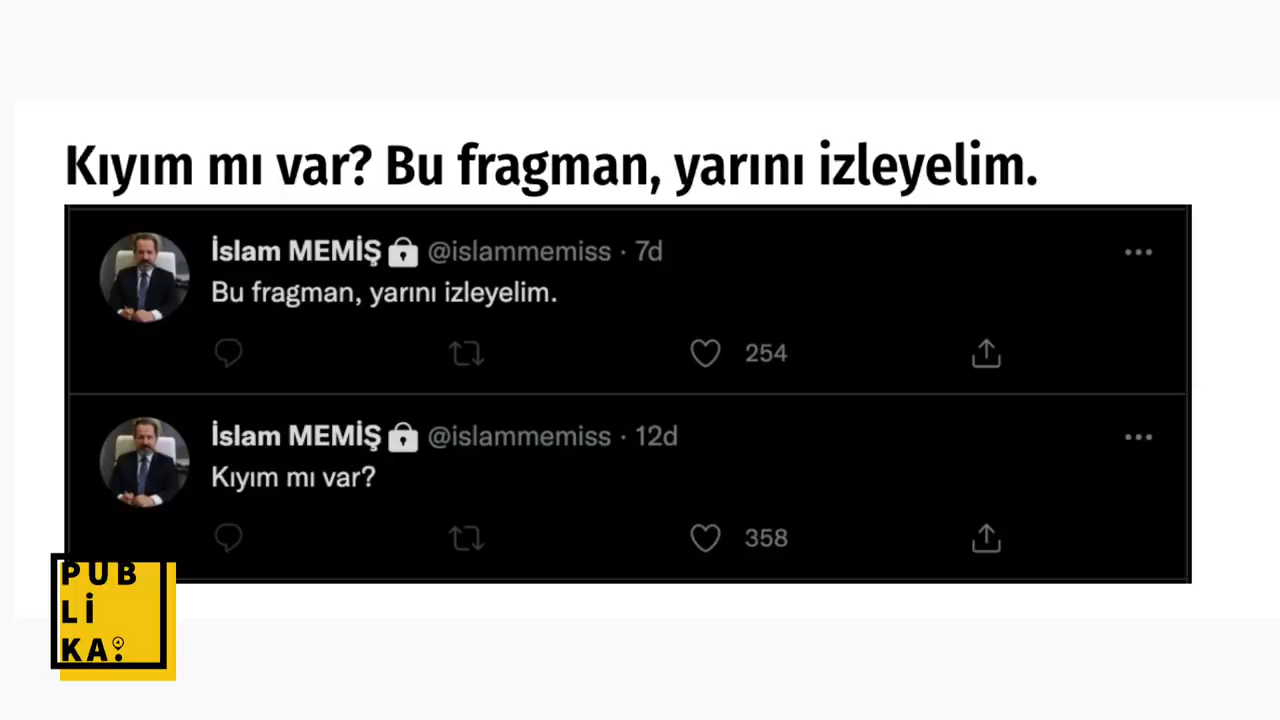 Kıyım mı var? Bu fragman, yarını izleyelim.
İslam MEMİŞ @islammemiss · 7d
Bu fragman, yarını izleyelim.
254
İslam MEMİŞ @islammemiss · 12d
Kıyım mı var?
358
PUB
Lİ
KA